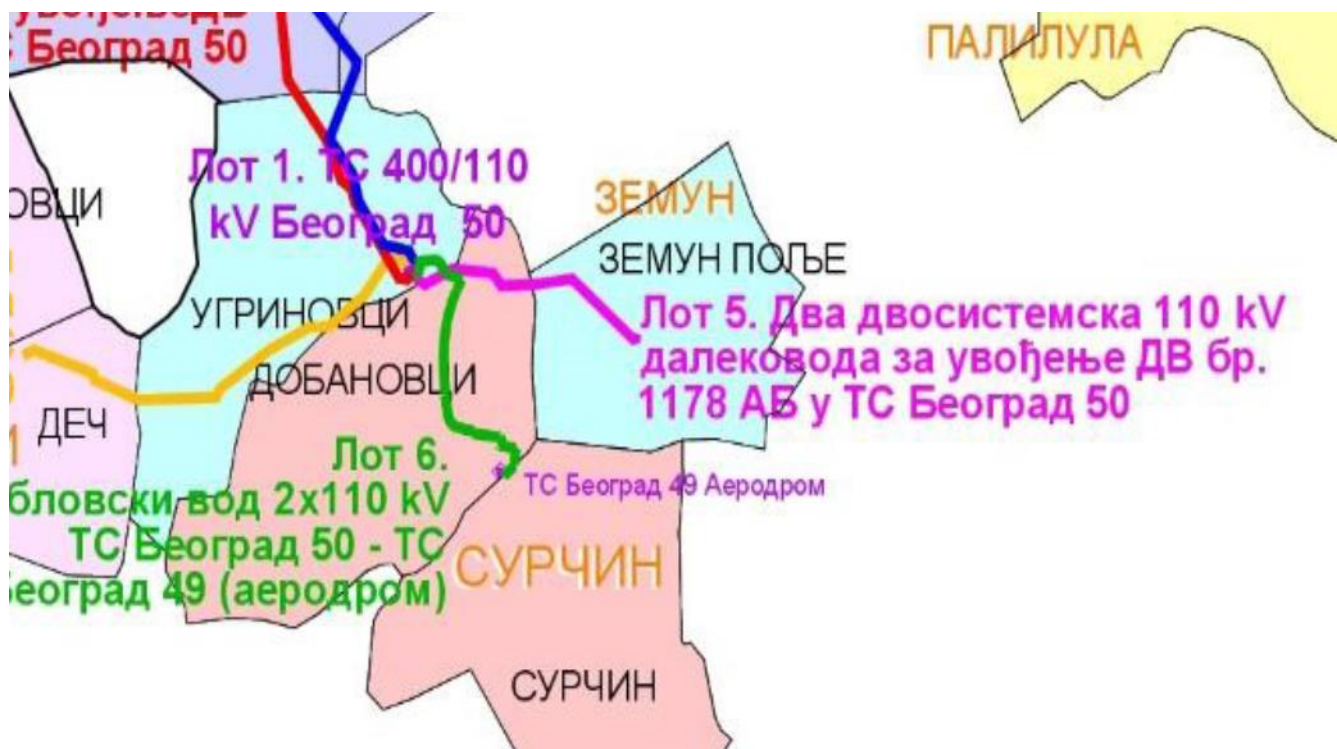 Београд 50
ПАЛИЛУЛА
Лот 1. ТС 400/110
kV Београд 50
ЗЕМУН
ЗЕМУН ПОЉЕ
УГРИНОВЦИ
Лот 5. Два двосистемска 110 kV
далековода за увођење ДВ бр.
1178 АБ у ТС Београд 50
ДОБАНОВЦИ
ДЕЧ
Лот 6.
бловски вод 2x110 kV
ТС Београд 50 - ТС
Београд 49 (аеродром)
ТС Београд 49 Аеродром
СУРЧИН
СУРЧИН